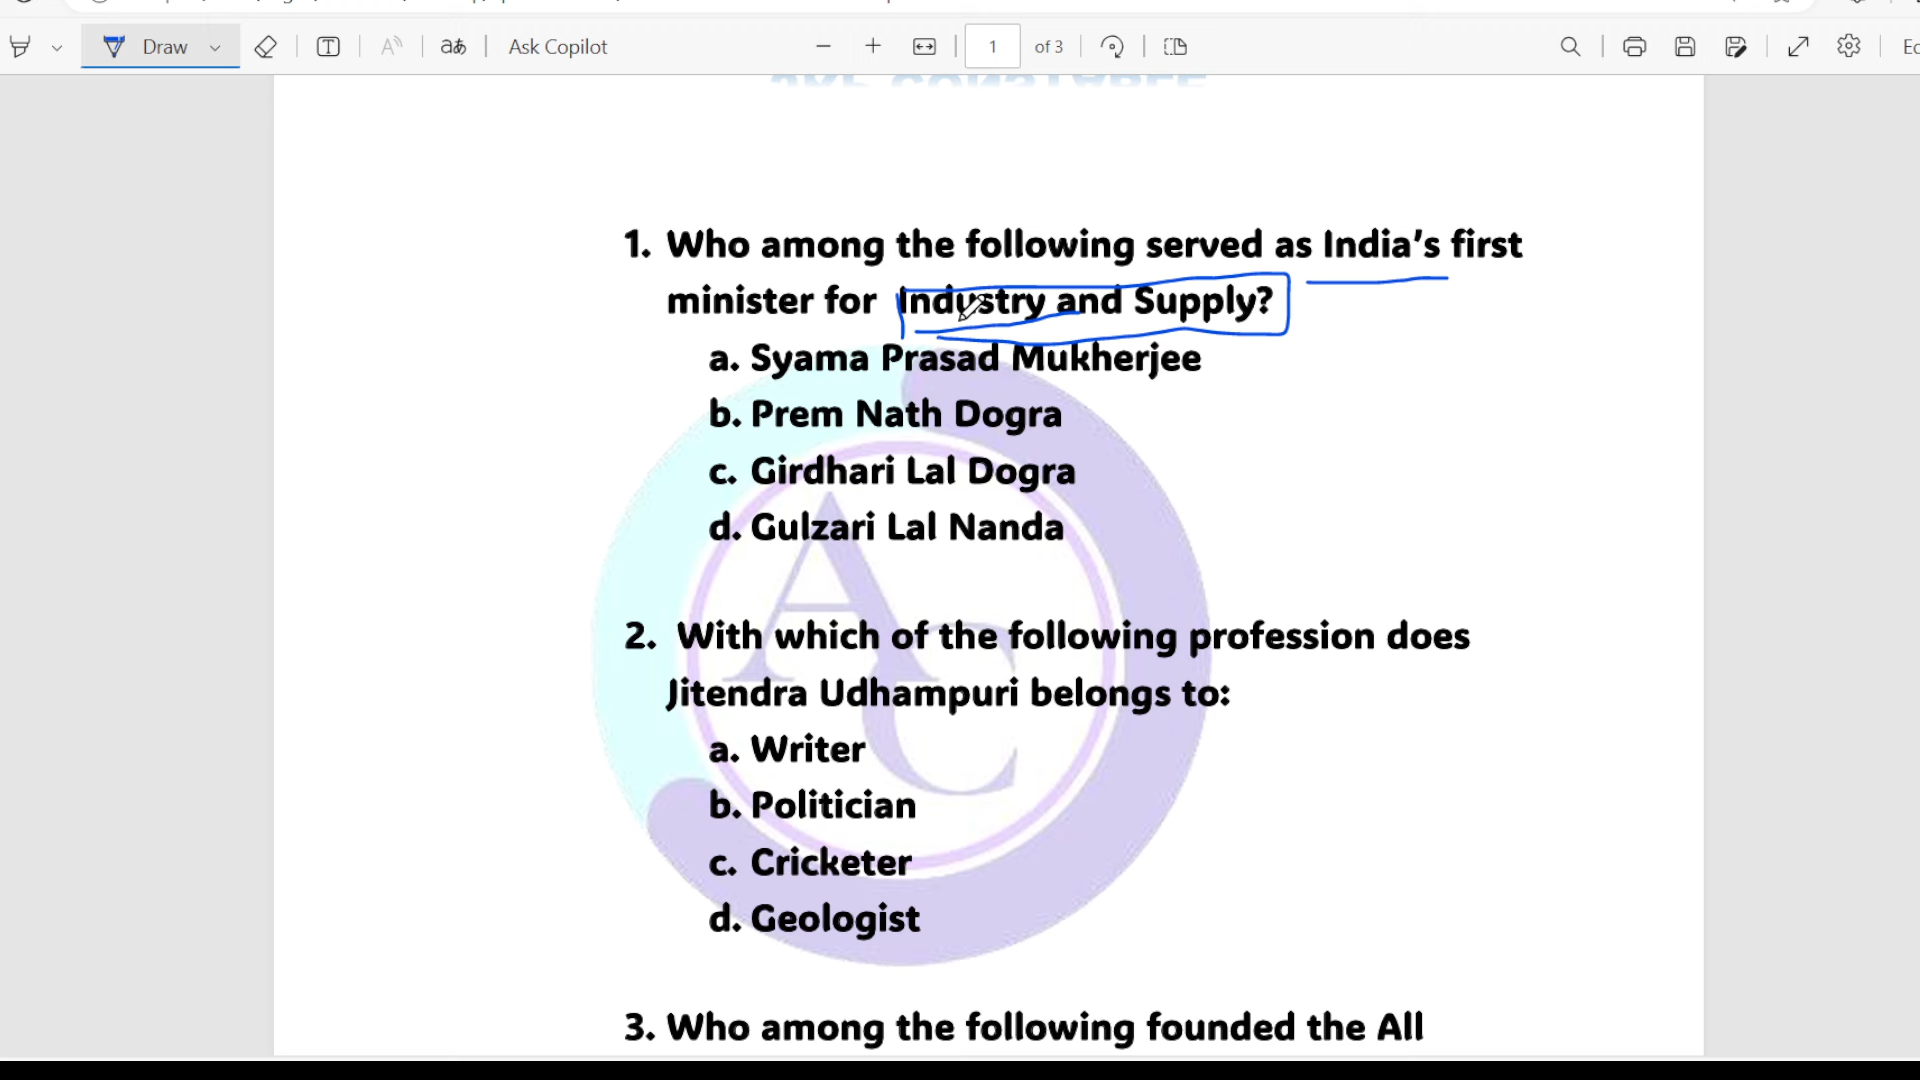 Draw
Ask Copilot
1 of 3
1. Who among the following served as India's first
minister for Industry and Supply?
a. Syama Prasad Mukherjee
b. Prem Nath Dogra
c. Girdhari Lal Dogra
d. Gulzari Lal Nanda
2. With which of the following profession does
Jitendra Udhampuri belongs to:
a. Writer
b. Politician
c. Cricketer
d. Geologist
3. Who among the following founded the All
AC